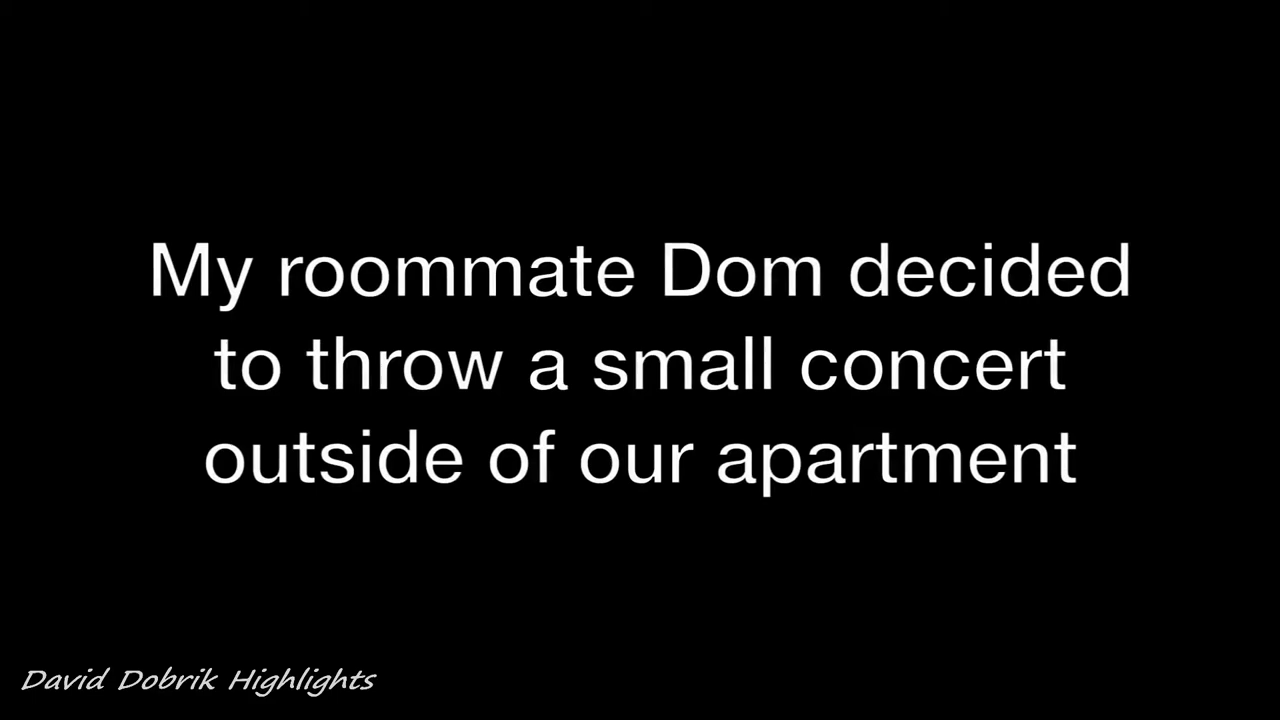 My roommate Dom decided
to throw a small concert
outside of our apartment
David Dobrik Highlights